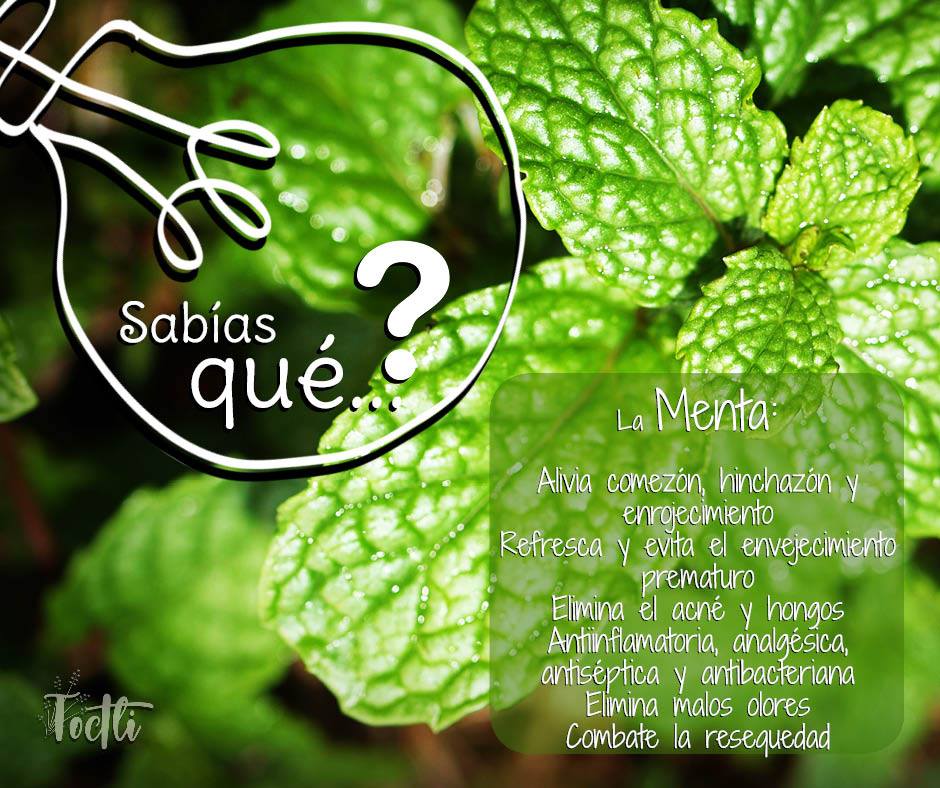 Sabías
qué...?
La Menta:
Alivia comezón, hinchazón y
enrojecimiento
Refresca y evita el envejecimiento
prematuro
Elimina el acné y hongos
Antiinflamatoria, analgésica,
antiséptica y antibacteriana
Elimina malos olores
Combate la resequedad
Toctli